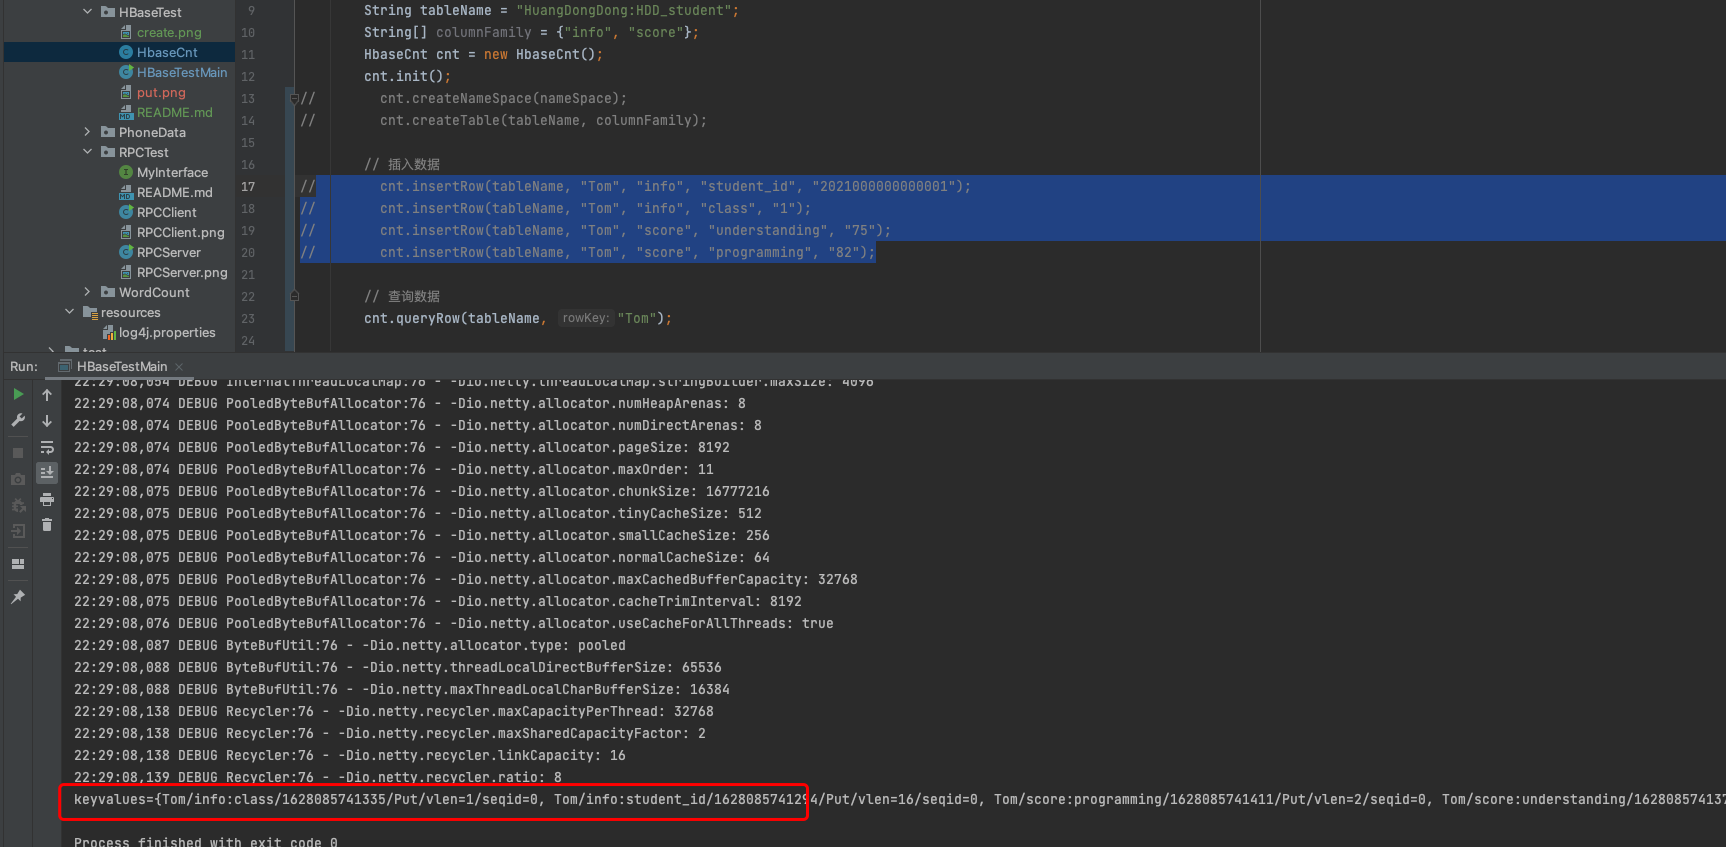 HBaseTest
create.png
HbaseCnt
HBaseTestMain
put.png
README.md
PhoneData
RPCTest
MyInterface
README.md
RPCClient
RPCClient.png
RPCServer
RPCServer.png
WordCount
resources
log4j.properties
test
9 String tableName = "HuangDongDong:HDD_student";
10 String[] columnFamily = {"info", "score"};
11 HbaseCnt cnt = new HbaseCnt();
12 cnt.init();
13 // cnt.createNameSpace(nameSpace);
14 // cnt.createTable(tableName, columnFamily);
15
16 // 插入数据
17 // cnt.insertRow(tableName, "Tom", "info", "student_id", "2021000000000001");
18 // cnt.insertRow(tableName, "Tom", "info", "class", "1");
19 // cnt.insertRow(tableName, "Tom", "score", "understanding", "75");
20 // cnt.insertRow(tableName, "Tom", "score", "programming", "82");
21
22 // 查询数据
23 cnt.queryRow(tableName, rowKey: "Tom");
24
Run: HBaseTestMain
22:29:08,054 DEBUG InternalThreadLocalMap:76 - -Dio.netty.threadLocalMap.stringBuilder.maxSize: 4096
22:29:08,074 DEBUG PooledByteBufAllocator:76 - -Dio.netty.allocator.numHeapArenas: 8
22:29:08,074 DEBUG PooledByteBufAllocator:76 - -Dio.netty.allocator.numDirectArenas: 8
22:29:08,074 DEBUG PooledByteBufAllocator:76 - -Dio.netty.allocator.pageSize: 8192
22:29:08,074 DEBUG PooledByteBufAllocator:76 - -Dio.netty.allocator.maxOrder: 11
22:29:08,075 DEBUG PooledByteBufAllocator:76 - -Dio.netty.allocator.chunkSize: 16777216
22:29:08,075 DEBUG PooledByteBufAllocator:76 - -Dio.netty.allocator.tinyCacheSize: 512
22:29:08,075 DEBUG PooledByteBufAllocator:76 - -Dio.netty.allocator.smallCacheSize: 256
22:29:08,075 DEBUG PooledByteBufAllocator:76 - -Dio.netty.allocator.normalCacheSize: 64
22:29:08,075 DEBUG PooledByteBufAllocator:76 - -Dio.netty.allocator.maxCachedBufferCapacity: 32768
22:29:08,075 DEBUG PooledByteBufAllocator:76 - -Dio.netty.allocator.cacheTrimInterval: 8192
22:29:08,076 DEBUG PooledByteBufAllocator:76 - -Dio.netty.allocator.useCacheForAllThreads: true
22:29:08,087 DEBUG ByteBufUtil:76 - -Dio.netty.allocator.type: pooled
22:29:08,088 DEBUG ByteBufUtil:76 - -Dio.netty.threadLocalDirectBufferSize: 65536
22:29:08,088 DEBUG ByteBufUtil:76 - -Dio.netty.maxThreadLocalCharBufferSize: 16384
22:29:08,138 DEBUG Recycler:76 - -Dio.netty.recycler.maxCapacityPerThread: 32768
22:29:08,138 DEBUG Recycler:76 - -Dio.netty.recycler.maxSharedCapacityFactor: 2
22:29:08,138 DEBUG Recycler:76 - -Dio.netty.recycler.linkCapacity: 16
22:29:08,139 DEBUG Recycler:76 - -Dio.netty.recycler.ratio: 8
keyvalues={Tom/info:class/1628085741335/Put/vlen=1/seqid=0, Tom/info:student_id/1628085741294/Put/vlen=16/seqid=0, Tom/score:programming/1628085741411/Put/vlen=2/seqid=0, Tom/score:understanding/162808574137
Process finished with exit code 0